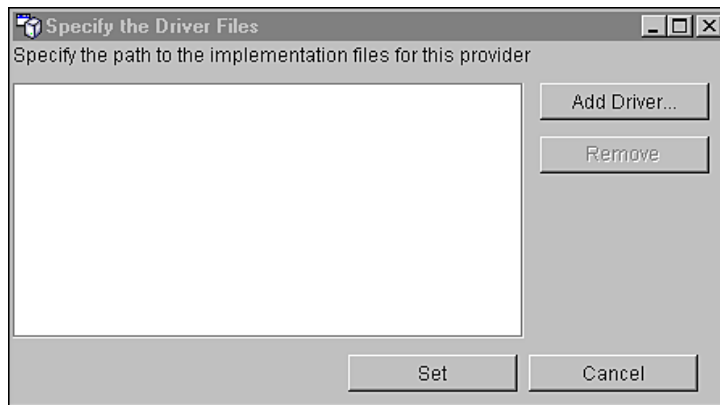 Specify the Driver Files
Specify the path to the implementation files for this provider
Add Driver...
Remove
Set
Cancel